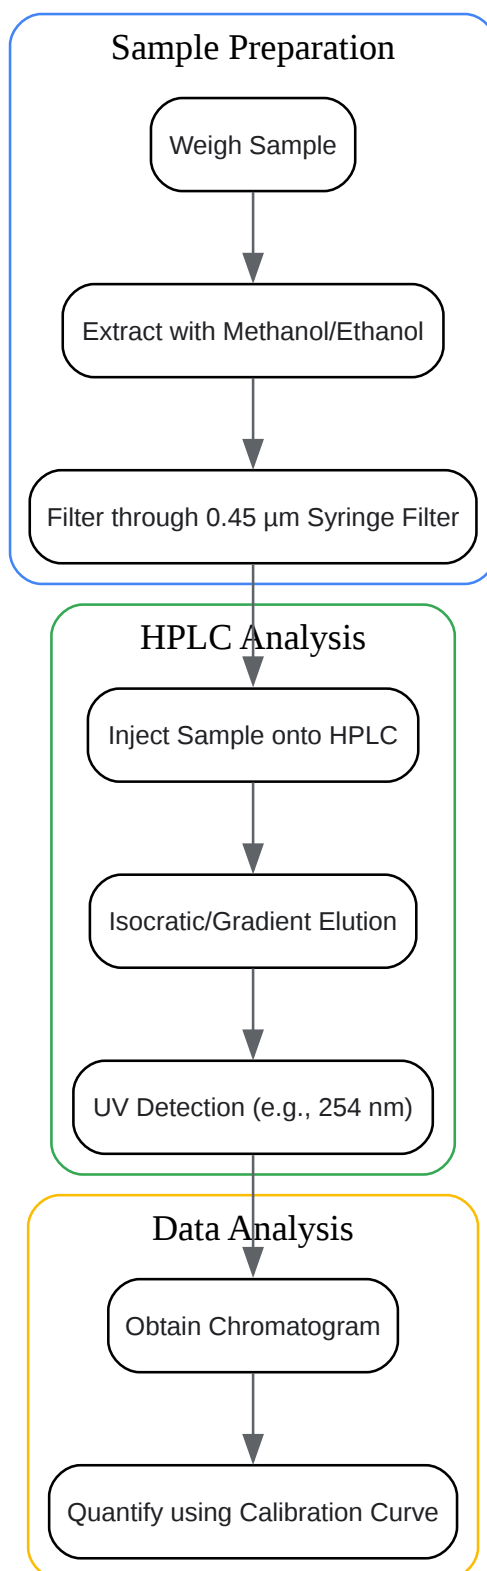 Sample Preparation
Weigh Sample
Extract with Methanol/Ethanol
Filter through 0.45 µm Syringe Filter
HPLC Analysis
Inject Sample onto HPLC
Isocratic/Gradient Elution
UV Detection (e.g., 254 nm)
Data Analysis
Obtain Chromatogram
Quantify using Calibration Curve